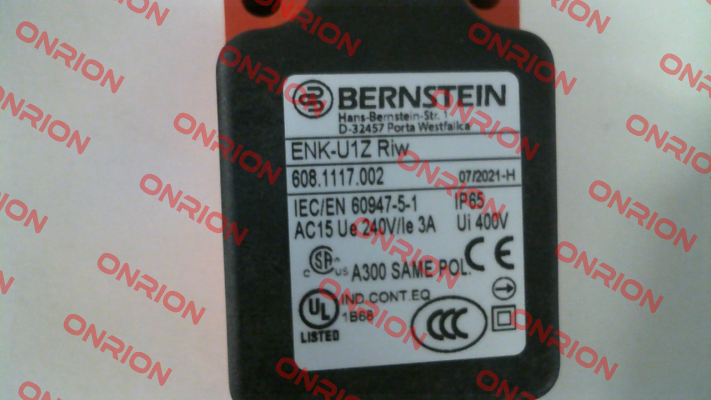 BERNSTEIN
Hans-Bernstein-Str. 1
D-32457 Porta Westfalica
ENK-U1Z Riw
608.1117.002 07/2021-H
IEC/EN 60947-5-1 IP65
AC15 Ue 240V/Ie 3A Ui 400V
C SA US A300 SAME POL. CE
UL IND.CONT.EQ
1B68
LISTED
CCC
ONRION